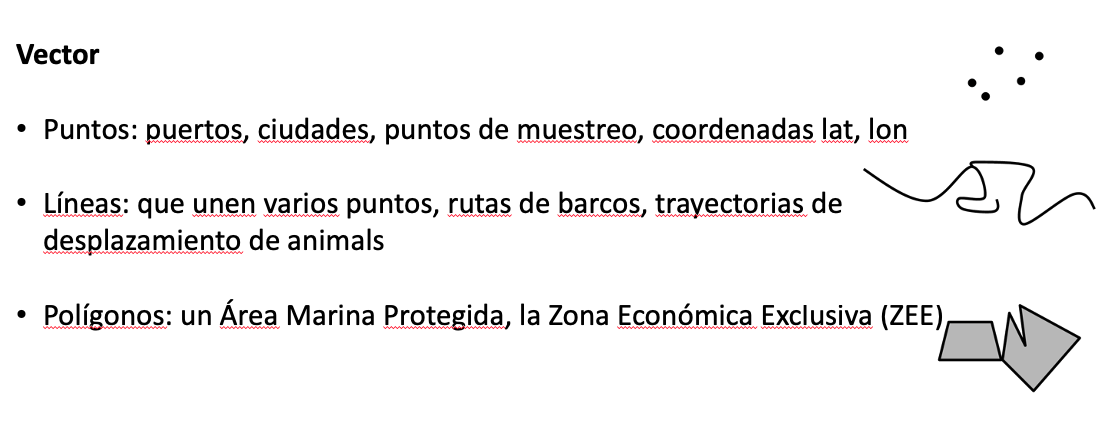 Vector
• Puntos: puertos, ciudades, puntos de muestreo, coordenadas lat, lon
• Líneas: que unen varios puntos, rutas de barcos, trayectorias de
desplazamiento de animals
• Polígonos: un Área Marina Protegida, la Zona Económica Exclusiva (ZEE)